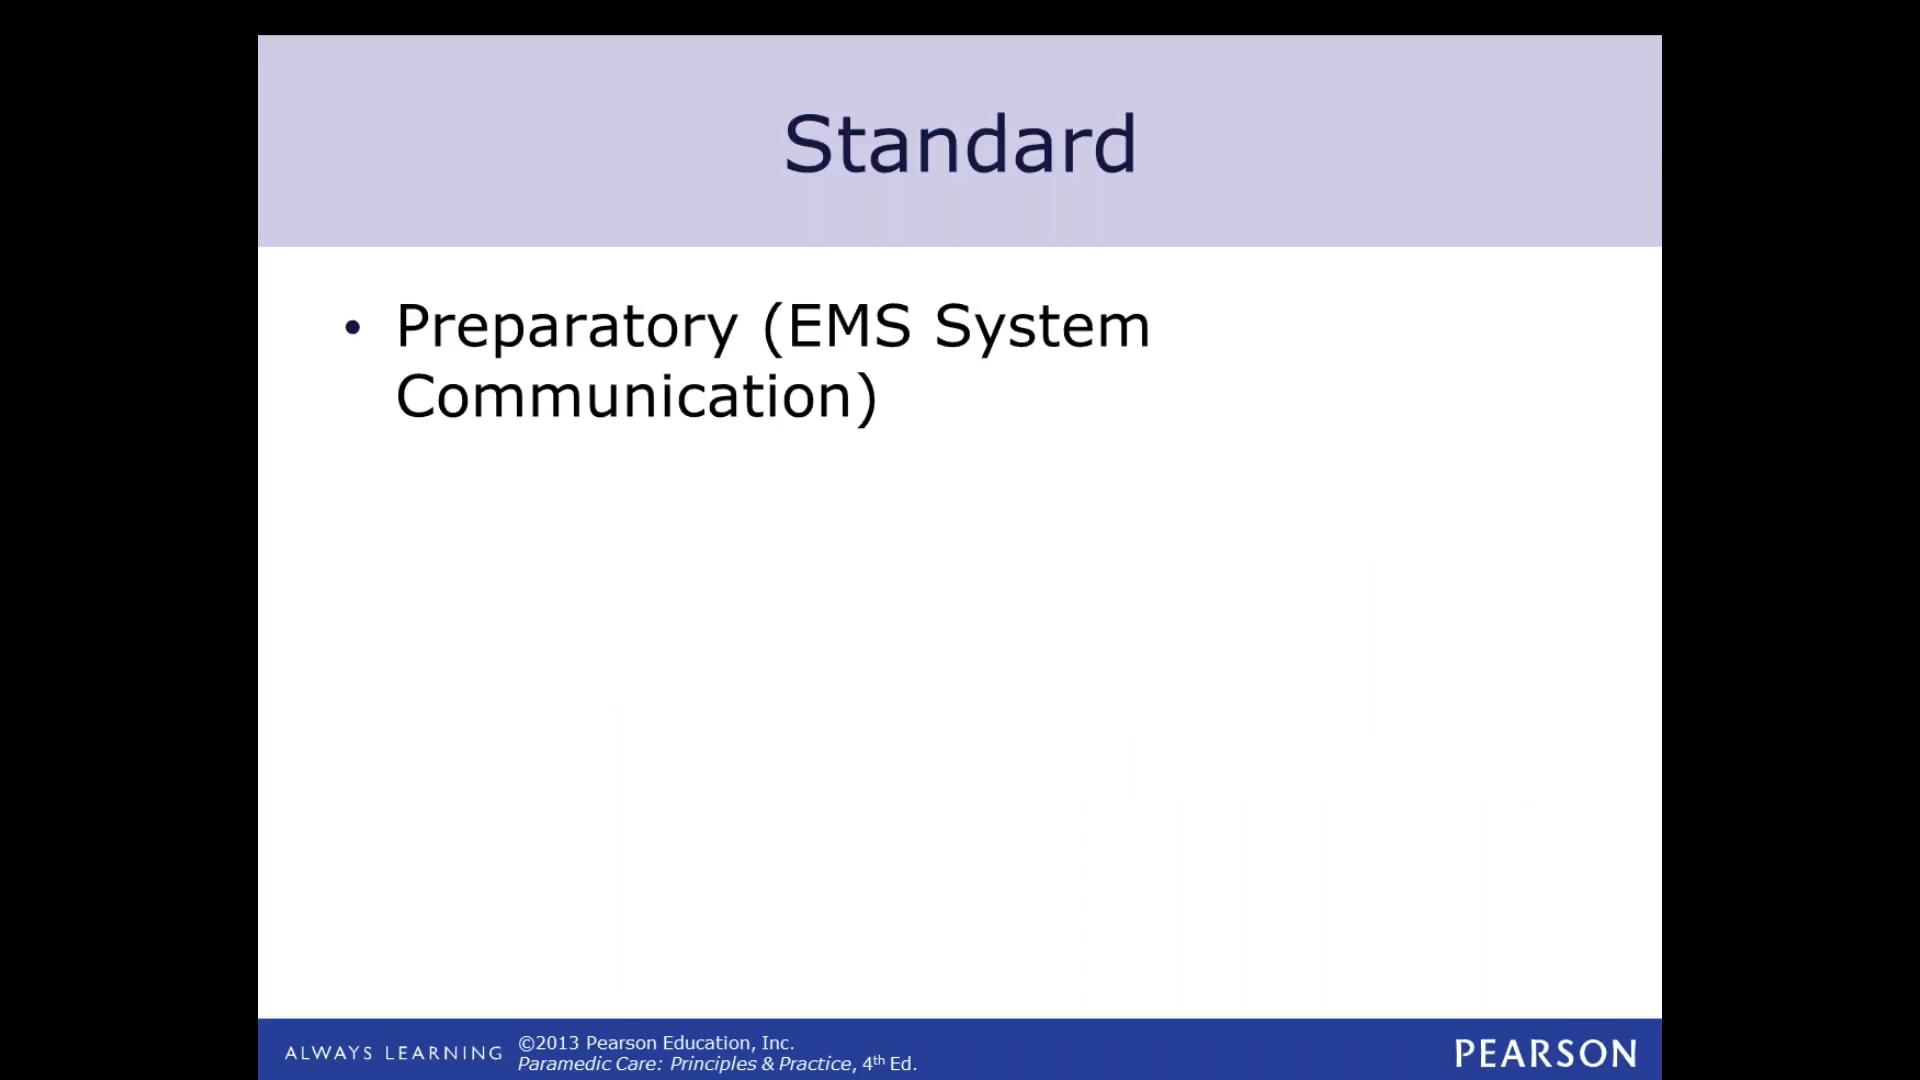 Standard
• Preparatory (EMS System
Communication)
ALWAYS LEARNING
©2013 Pearson Education, Inc.
Paramedic Care: Principles & Practice, 4th Ed.
PEARSON